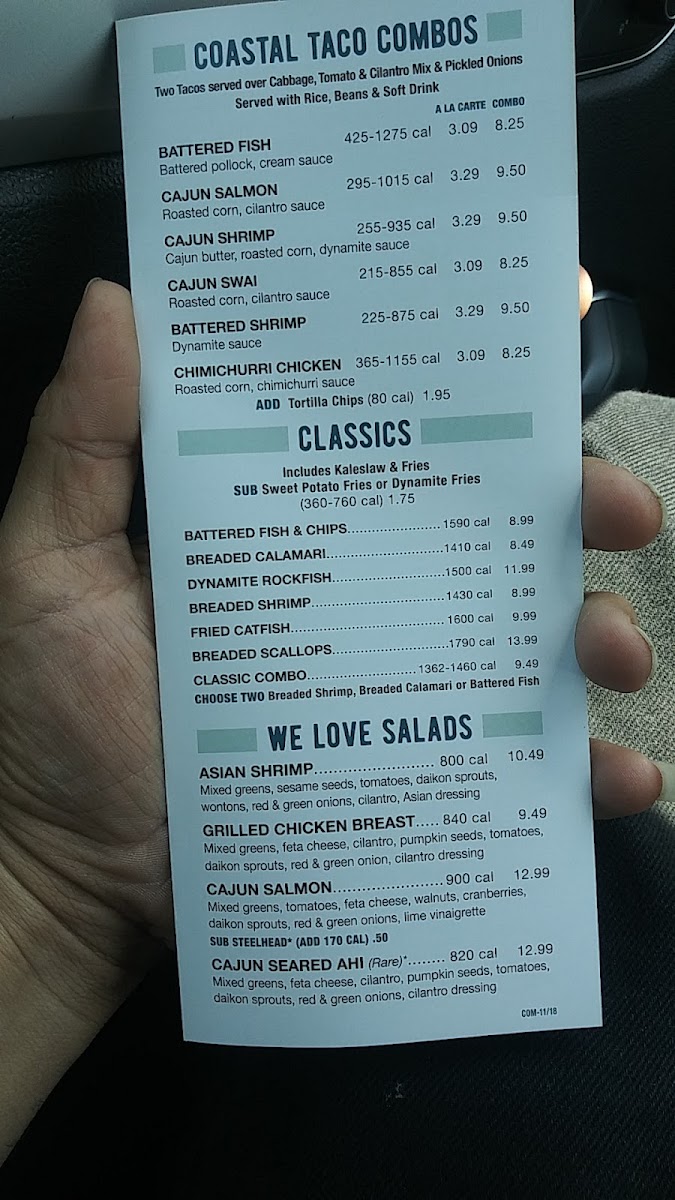 COASTAL TACO COMBOS
Two Tacos served over Cabbage, Tomato & Cilantro Mix & Pickled Onions
Served with Rice, Beans & Soft Drink
A LA CARTE COMBO
BATTERED FISH 425-1275 cal 3.09 8.25
Battered pollock, cream sauce
CAJUN SALMON 295-1015 cal 3.29 9.50
Roasted corn, cilantro sauce
CAJUN SHRIMP 255-935 cal 3.29 9.50
Cajun butter, roasted corn, dynamite sauce
CAJUN SWAI 215-855 cal 3.09 8.25
Roasted corn, cilantro sauce
BATTERED SHRIMP 225-875 cal 3.29 9.50
Dynamite sauce
CHIMICHURRI CHICKEN 365-1155 cal 3.09 8.25
Roasted corn, chimichurri sauce
ADD Tortilla Chips (80 cal) 1.95
CLASSICS
Includes Kaleslaw & Fries
SUB Sweet Potato Fries or Dynamite Fries
(360-760 cal) 1.75
BATTERED FISH & CHIPS.......................1590 cal 8.99
BREADED CALAMARI............................1410 cal 8.49
DYNAMITE ROCKFISH...........................1500 cal 11.99
BREADED SHRIMP................................1430 cal 8.99
FRIED CATFISH.....................................1600 cal 9.99
BREADED SCALLOPS............................1790 cal 13.99
CLASSIC COMBO..........................1362-1460 cal 9.49
CHOOSE TWO Breaded Shrimp, Breaded Calamari or Battered Fish
WE LOVE SALADS
ASIAN SHRIMP......................... 800 cal 10.49
Mixed greens, sesame seeds, tomatoes, daikon sprouts,
wontons, red & green onions, cilantro, Asian dressing
GRILLED CHICKEN BREAST..... 840 cal 9.49
Mixed greens, feta cheese, cilantro, pumpkin seeds, tomatoes,
daikon sprouts, red & green onion, cilantro dressing
CAJUN SALMON.......................900 cal 12.99
Mixed greens, tomatoes, feta cheese, walnuts, cranberries,
daikon sprouts, red & green onions, lime vinaigrette
SUB STEELHEAD* (ADD 170 CAL) .50
CAJUN SEARED AHI (Rare)*........ 820 cal 12.99
Mixed greens, feta cheese, cilantro, pumpkin seeds, tomatoes,
daikon sprouts, red & green onions, cilantro dressing
COM-11/18